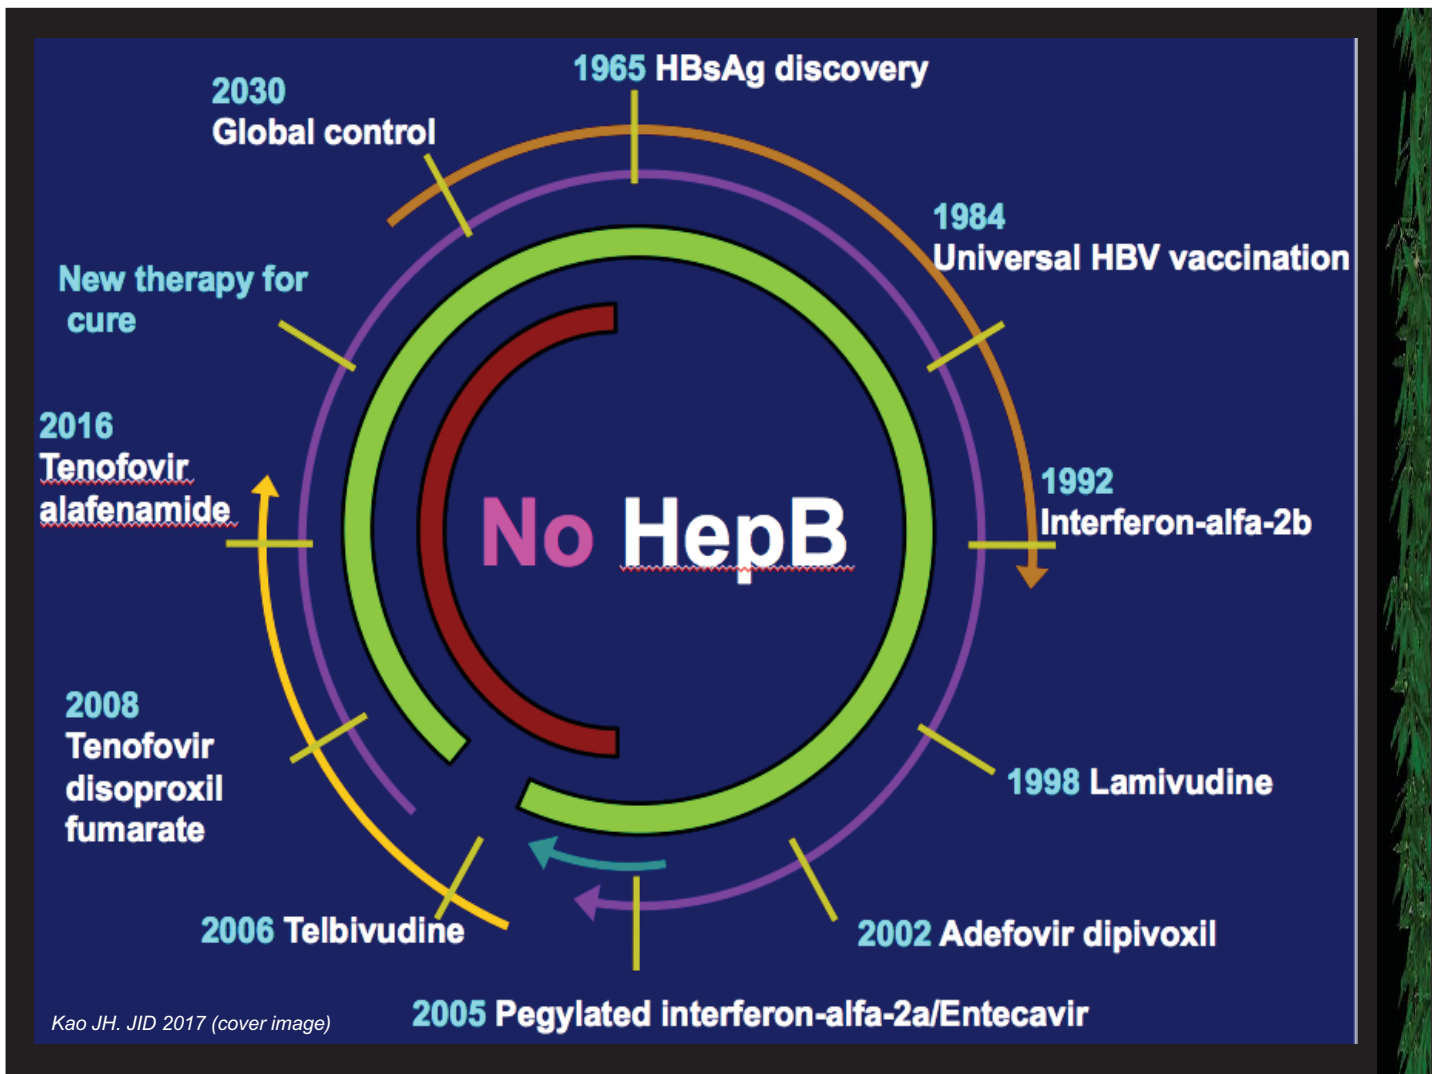 1965 HBsAg discovery
2030
Global control
1984
Universal HBV vaccination
New therapy for
cure
2016
Tenofovir
alafenamide
1992
Interferon-alfa-2b
No HepB
2008
Tenofovir
disoproxil
fumarate
1998 Lamivudine
2006 Telbivudine
2002 Adefovir dipivoxil
2005 Pegylated interferon-alfa-2a/Entecavir
Kao JH. JID 2017 (cover image)